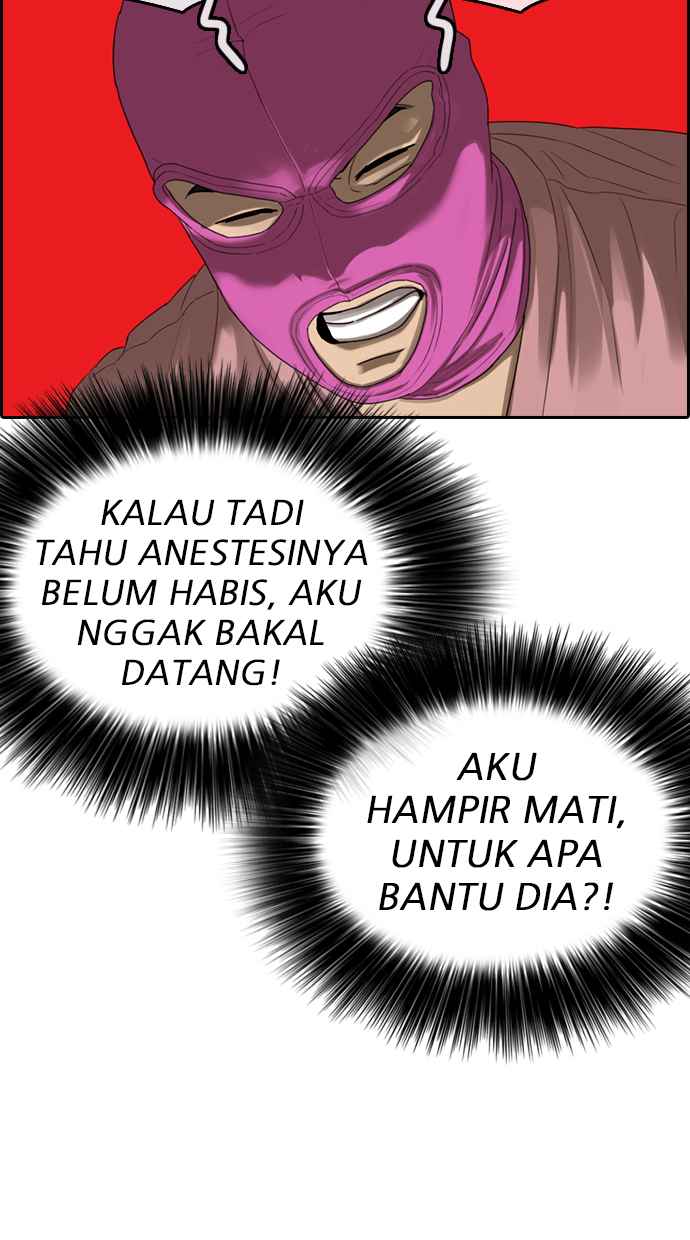 KALAU TADI
TAHU ANESTESINYA
BELUM HABIS, AKU
NGGAK BAKAL
DATANG!
AKU
HAMPIR MATI,
UNTUK APA
BANTU DIA?!